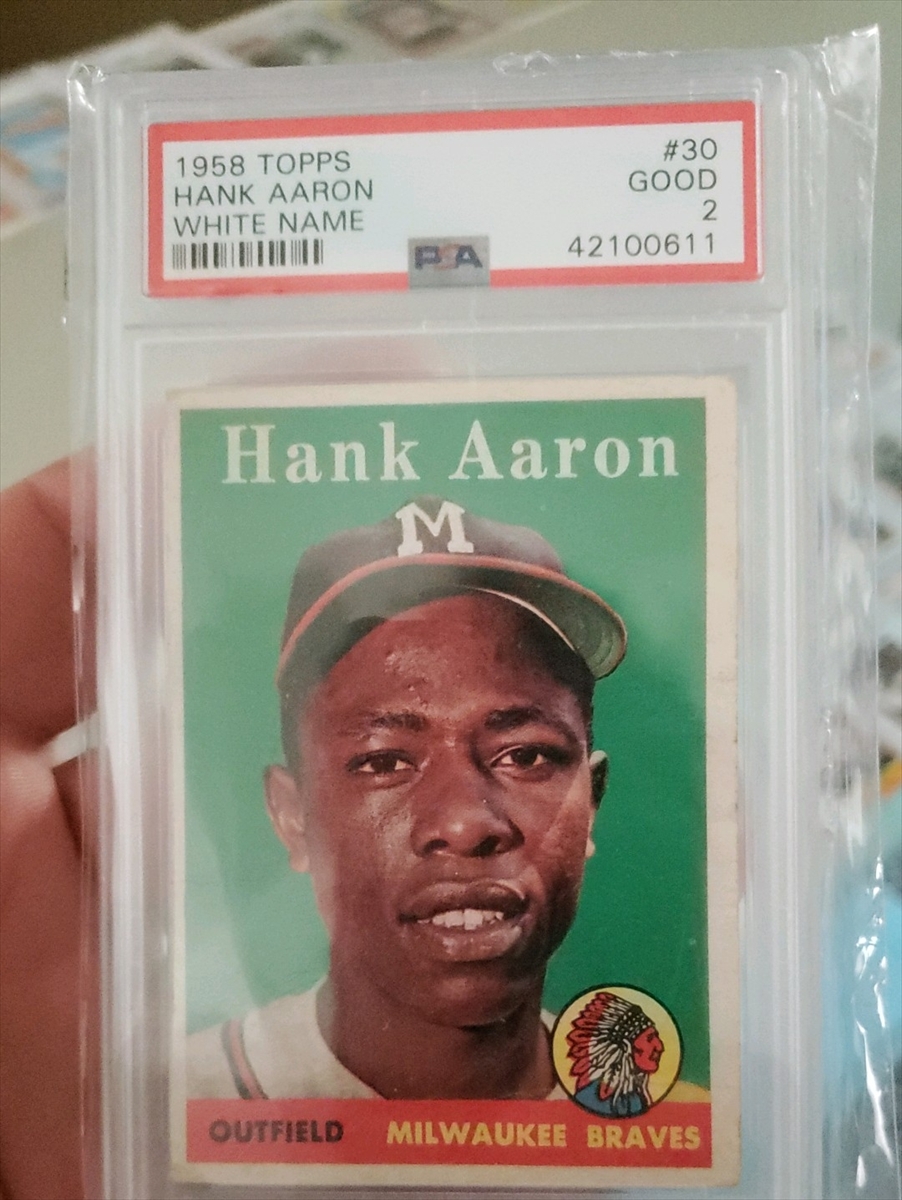 1958 TOPPS
HANK AARON
WHITE NAME
#30
GOOD
2
42100611
PSA
Hank Aaron
M
OUTFIELD MILWAUKEE BRAVES